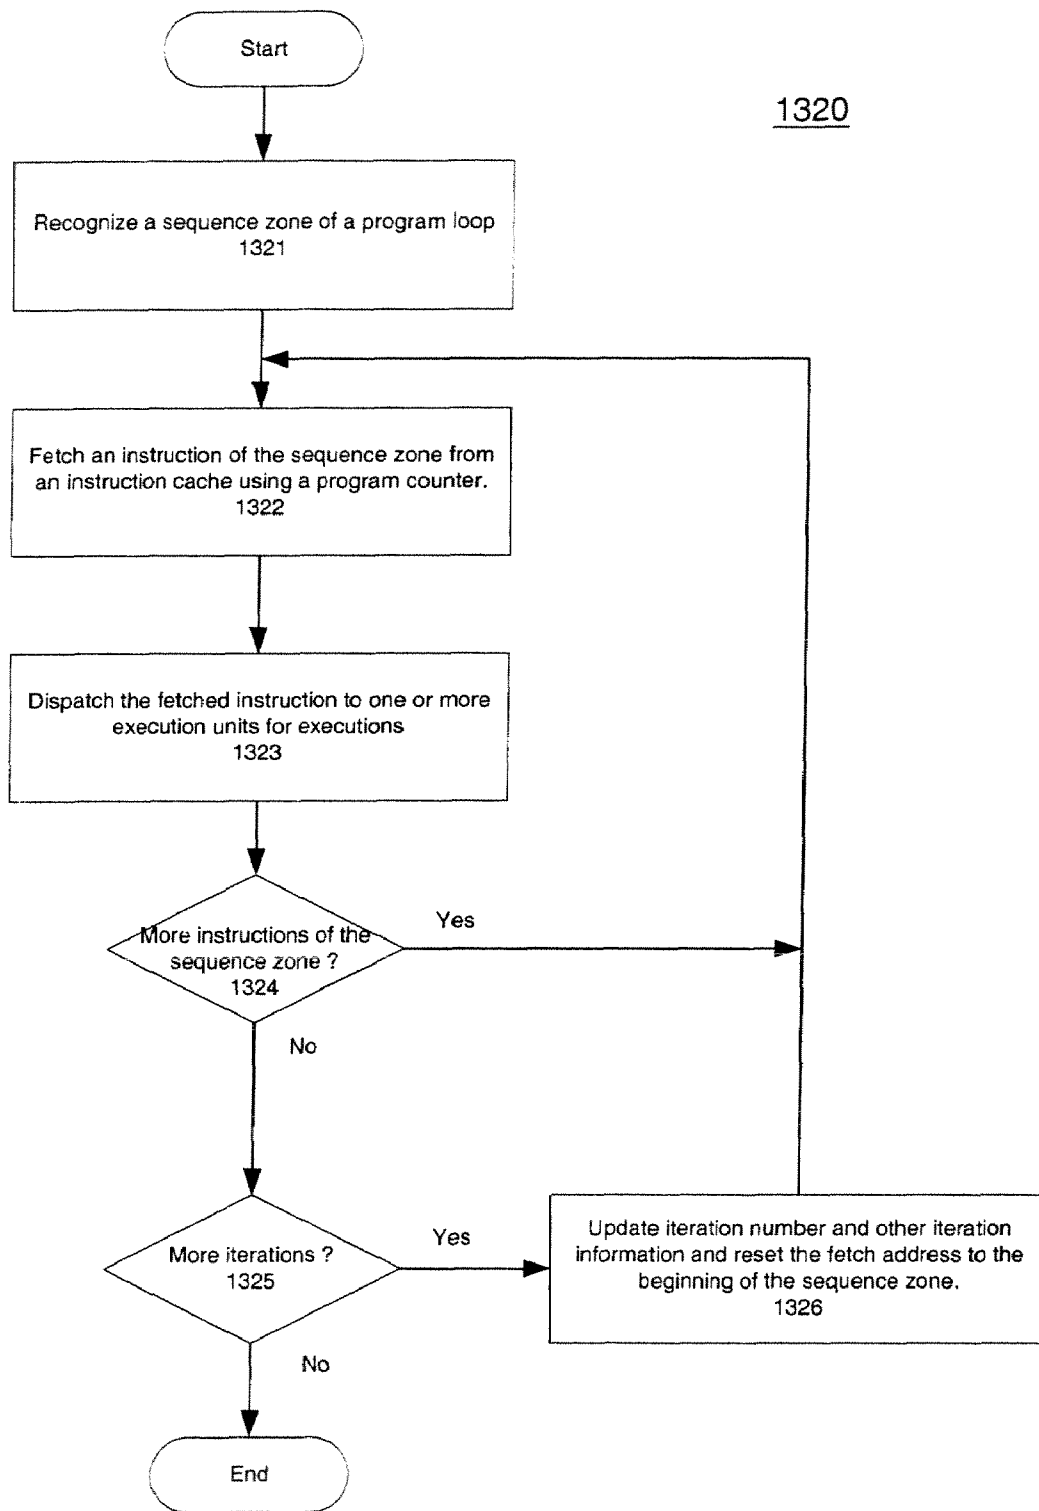 Start
1320
Recognize a sequence zone of a program loop
1321
Fetch an instruction of the sequence zone from
an instruction cache using a program counter.
1322
Dispatch the fetched instruction to one or more
execution units for executions
1323
More instructions of the
sequence zone ?
1324
Yes
No
More iterations ?
1325
Yes
Update iteration number and other iteration
information and reset the fetch address to the
beginning of the sequence zone.
1326
No
End